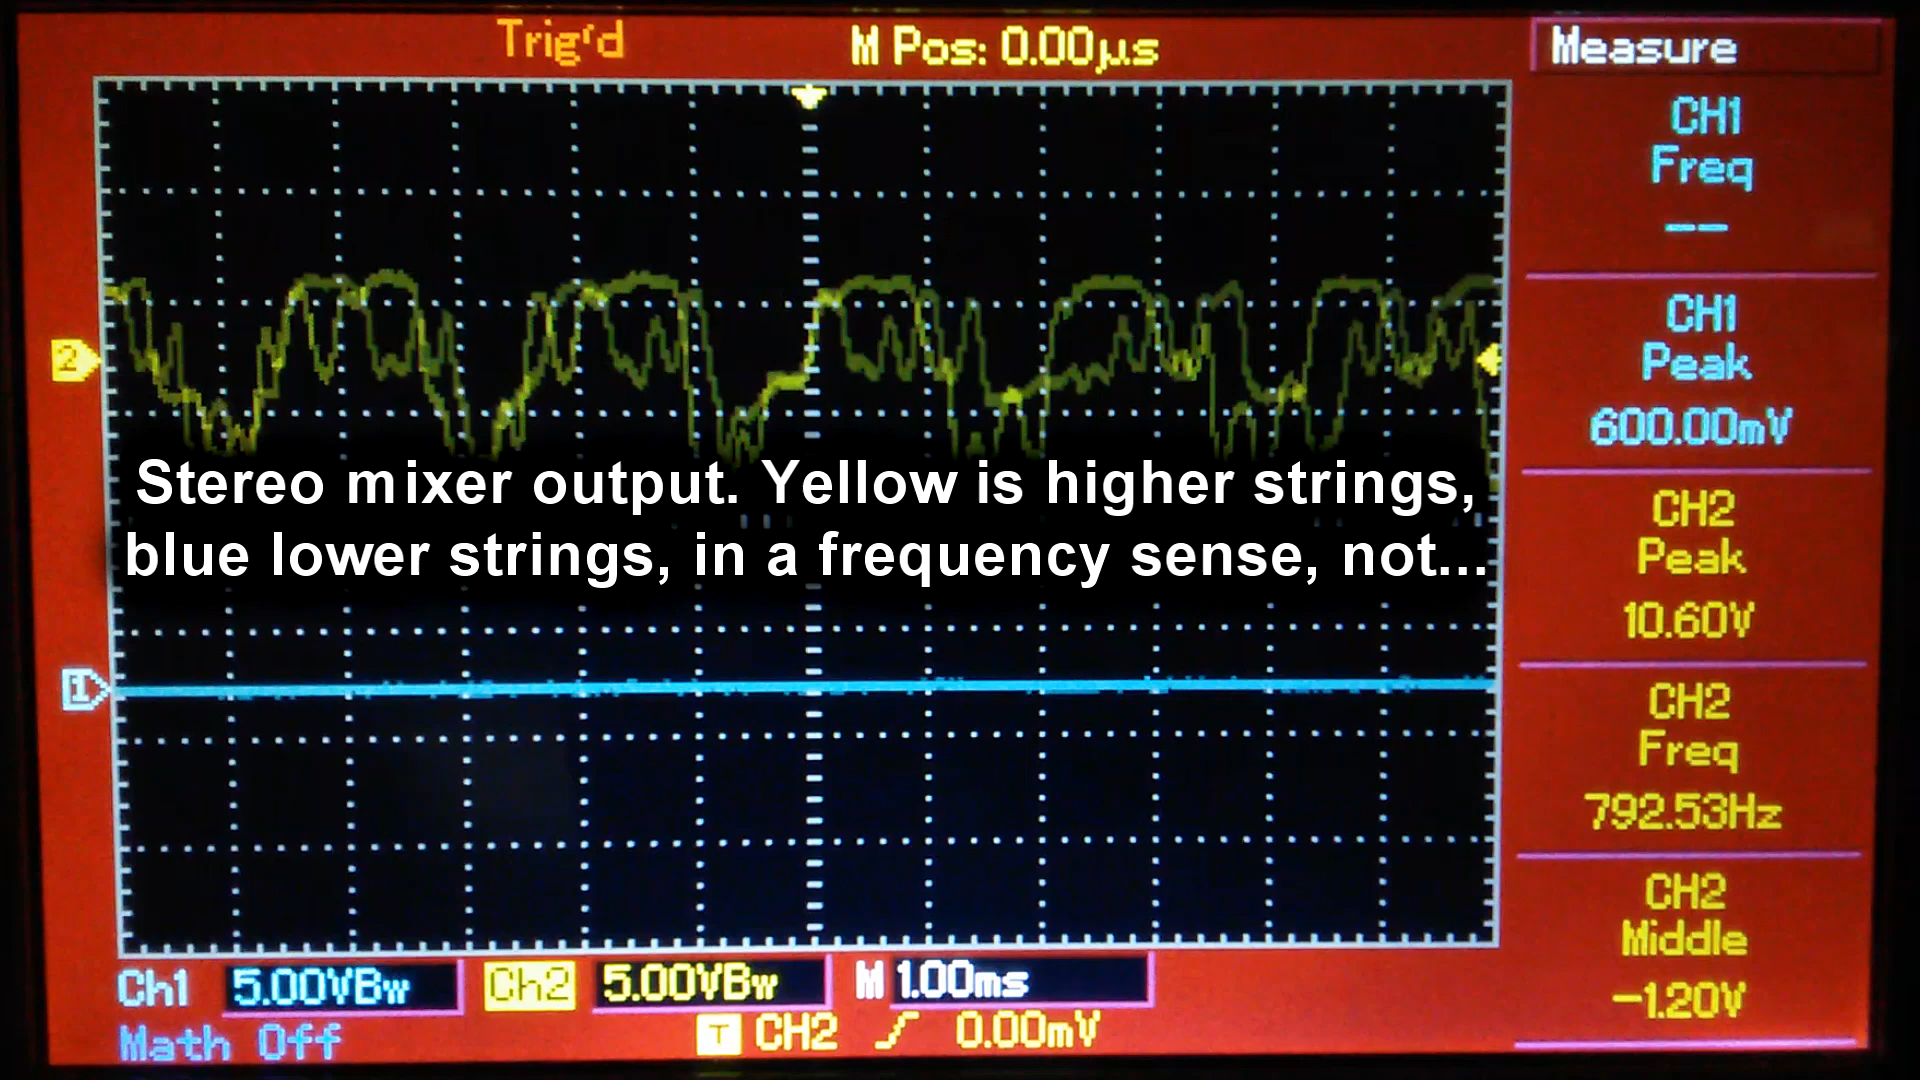 Trig'd
M Pos: 0.00µs
Measure
CH1
Freq
--
CH1
Peak
600.00mV
CH2
Peak
10.60V
CH2
Freq
792.53Hz
CH2
Middle
-1.20V
2
Stereo mixer output. Yellow is higher strings,
blue lower strings, in a frequency sense, not...
1
Ch1 5.00VBw Ch2 5.00VBw M 1.00ms
Math Off T CH2 0.00mV